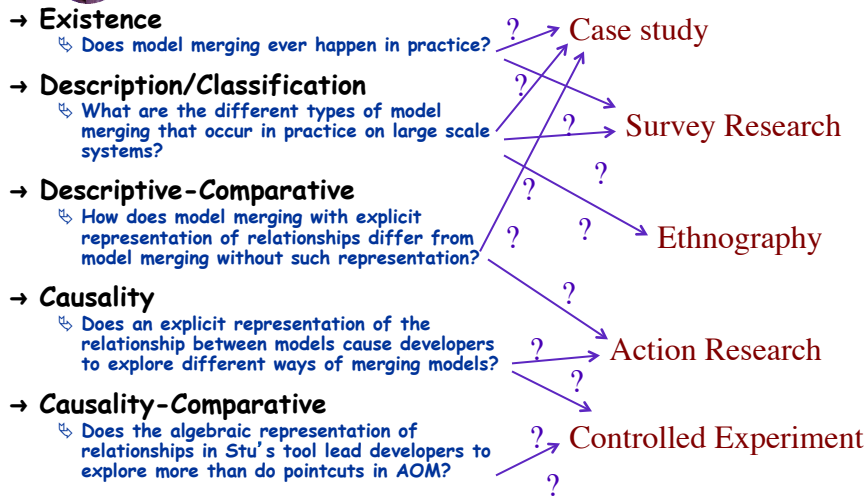 → Existence
Does model merging ever happen in practice?
→ Description/Classification
What are the different types of model
merging that occur in practice on large scale
systems?
→ Descriptive-Comparative
How does model merging with explicit
representation of relationships differ from
model merging without such representation?
→ Causality
Does an explicit representation of the
relationship between models cause developers
to explore different ways of merging models?
→ Causality-Comparative
Does the algebraic representation of
relationships in Stu's tool lead developers to
explore more than do pointcuts in AOM?
?
?
?
?
?
?
?
?
?
?
?
?
Case study
Survey Research
Ethnography
Action Research
Controlled Experiment